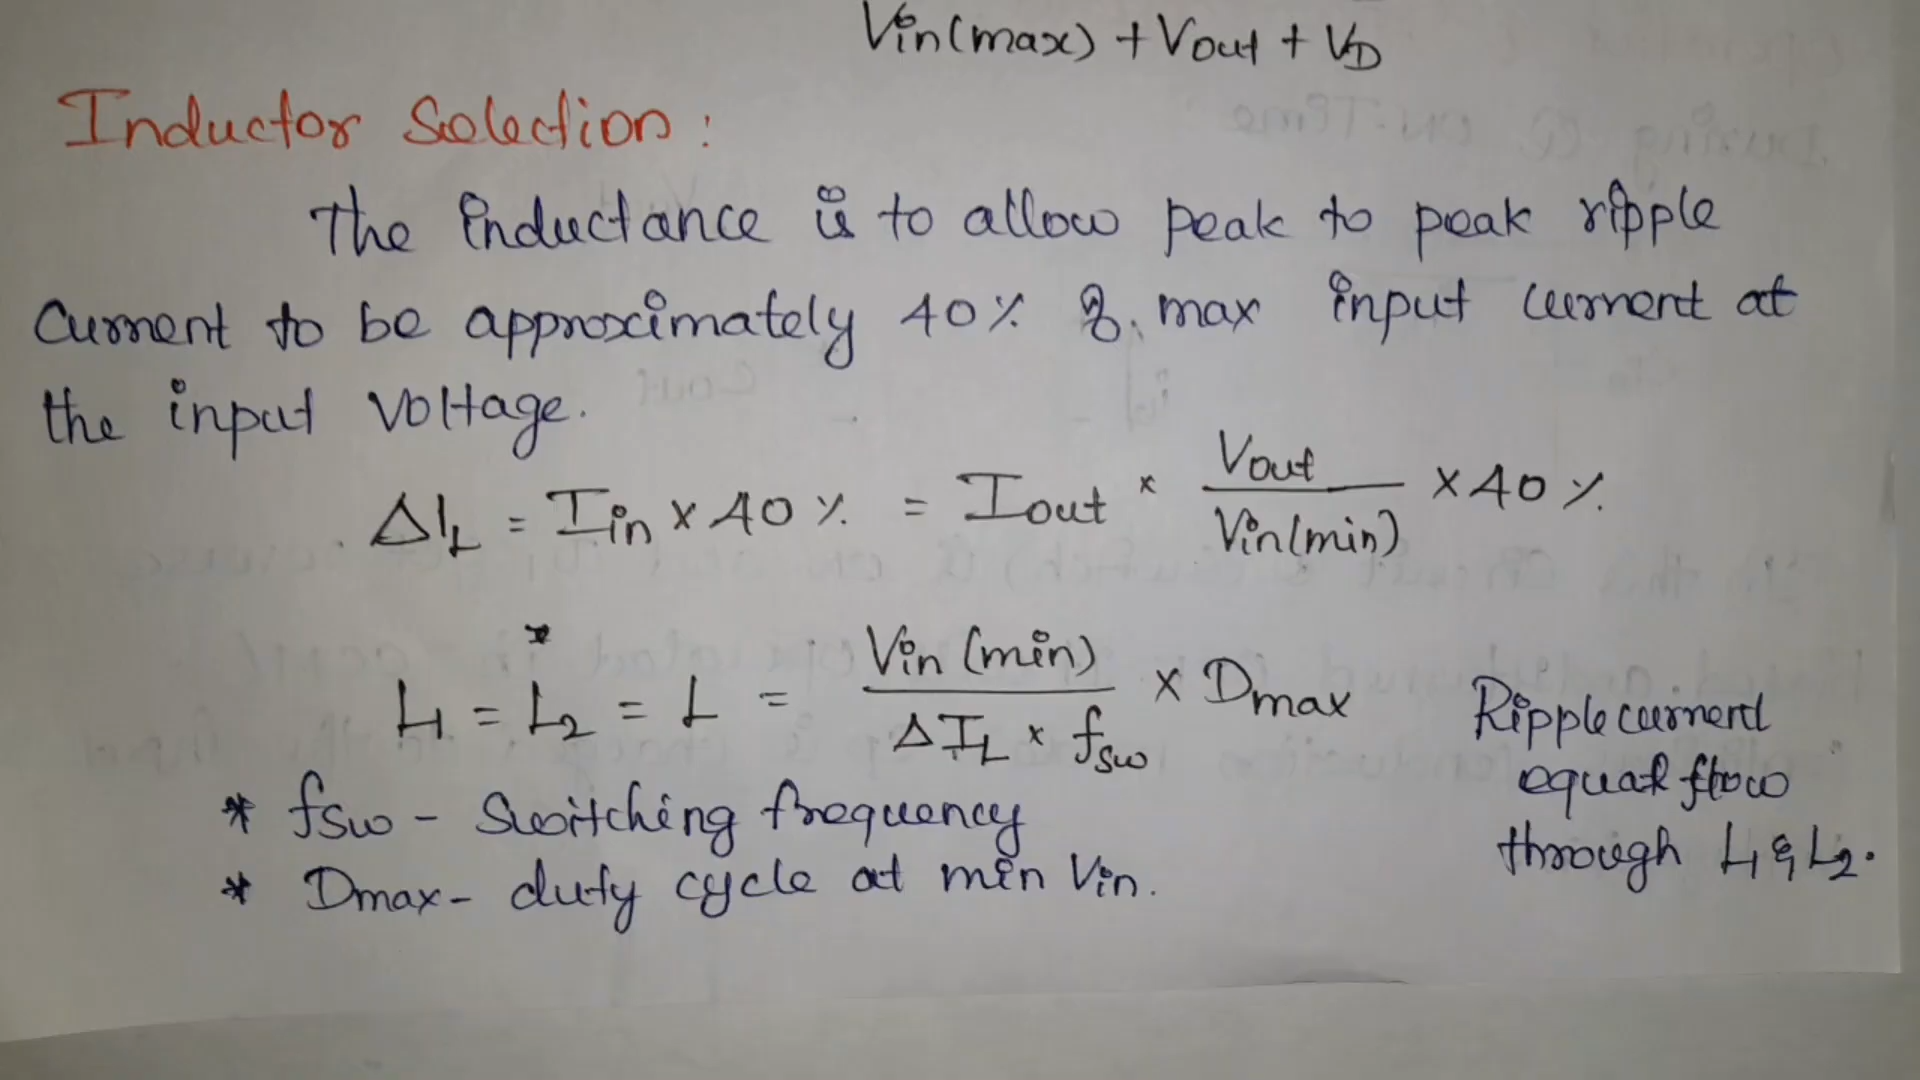 Vin(max) + Vout + VD
Inductor Selection :
The inductance is to allow peak to peak ripple
Current to be approximately 40% & max input current at
the input voltage.
ΔIL = Iin x 40 % = Iout x Vout / Vin(min) x 40 %
L1 = L2 = L = Vin (min) / ΔIL x fsw x Dmax
Ripple current
equal flow
through L1 & L2.
* fsw - Switching frequency
* Dmax - duty cycle at min Vin.